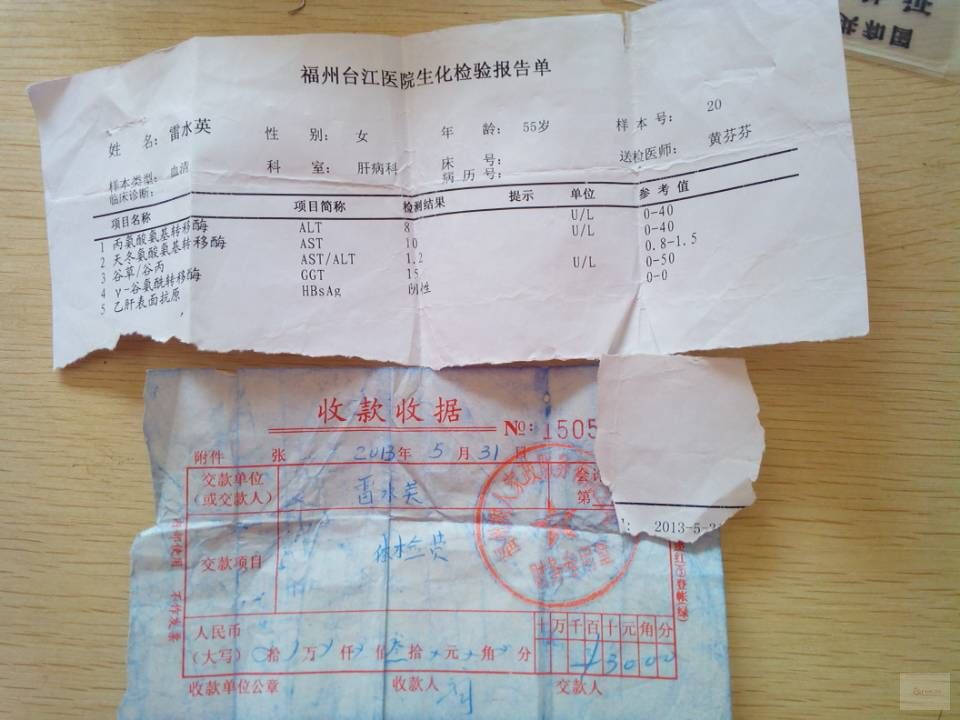 福州台江医院生化检验报告单
姓 名: 雷水英 性 别: 女 年 龄: 55岁 样 本 号: 20
样本类型: 血清 科 室: 肝病科 床 号: 送检医师: 黄芬芬
临床诊断: 病 历 号:
项目名称 项目简称 检测结果 提示 单位 参 考 值
1 丙氨酸氨基转移酶 ALT 8 U/L 0-40
2 天冬氨酸氨基转移酶 AST 10 U/L 0-40
3 谷草/谷丙 AST/ALT 1.2 0.8-1.5
4 γ-谷氨酰转移酶 GGT 15 U/L 0-50
5 乙肝表面抗原 HBsAg 阴性 0-0
收款收据
No: 1505
附件 张 2013年 5 月 31 日
交款单位
(或交款人) 雷水英
第
2013-5-
交款项目 体检费
人民币
(大写) 拾 万 仟 佰 叁拾 元 角 分
十万千百十元角分
3000
收款单位公章 收款人 交款人